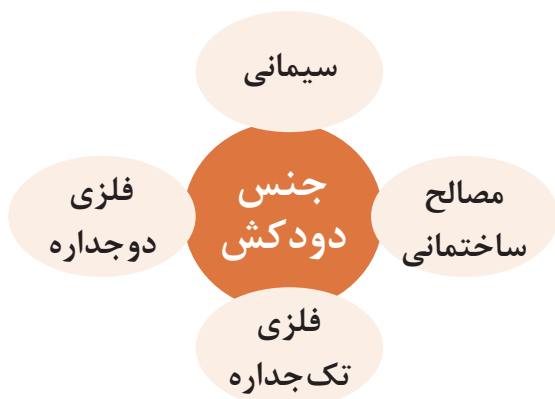 سیمانی
جنس
دودکش
مصالح
ساختمانی
فلزی
تک‌جداره
فلزی
دوجداره